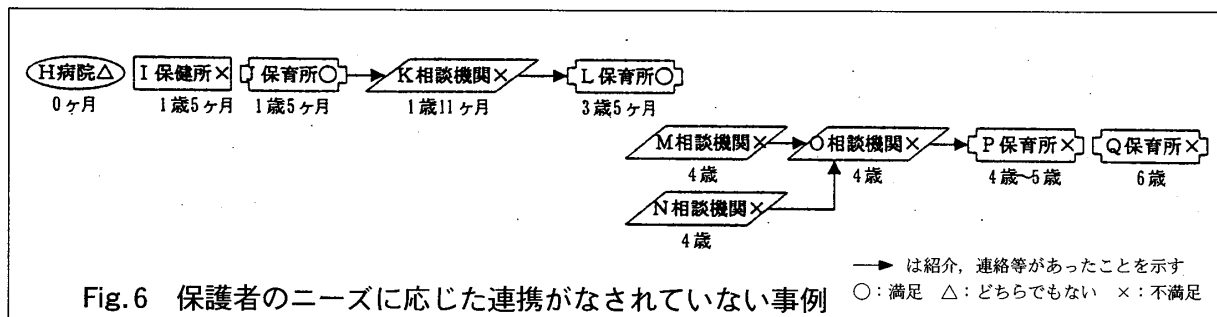 H病院△ I 保健所× J 保育所○ K相談機関× L 保育所○
0ヶ月 1歳5ヶ月 1歳5ヶ月 1歳11ヶ月 3歳5ヶ月
M相談機関× O相談機関× P保育所× Q保育所×
4歳 4歳 4歳〜5歳 6歳
N相談機関×
4歳
→ は紹介，連絡等があったことを示す
○：満足 △：どちらでもない ×：不満足
Fig.6 保護者のニーズに応じた連携がなされていない事例